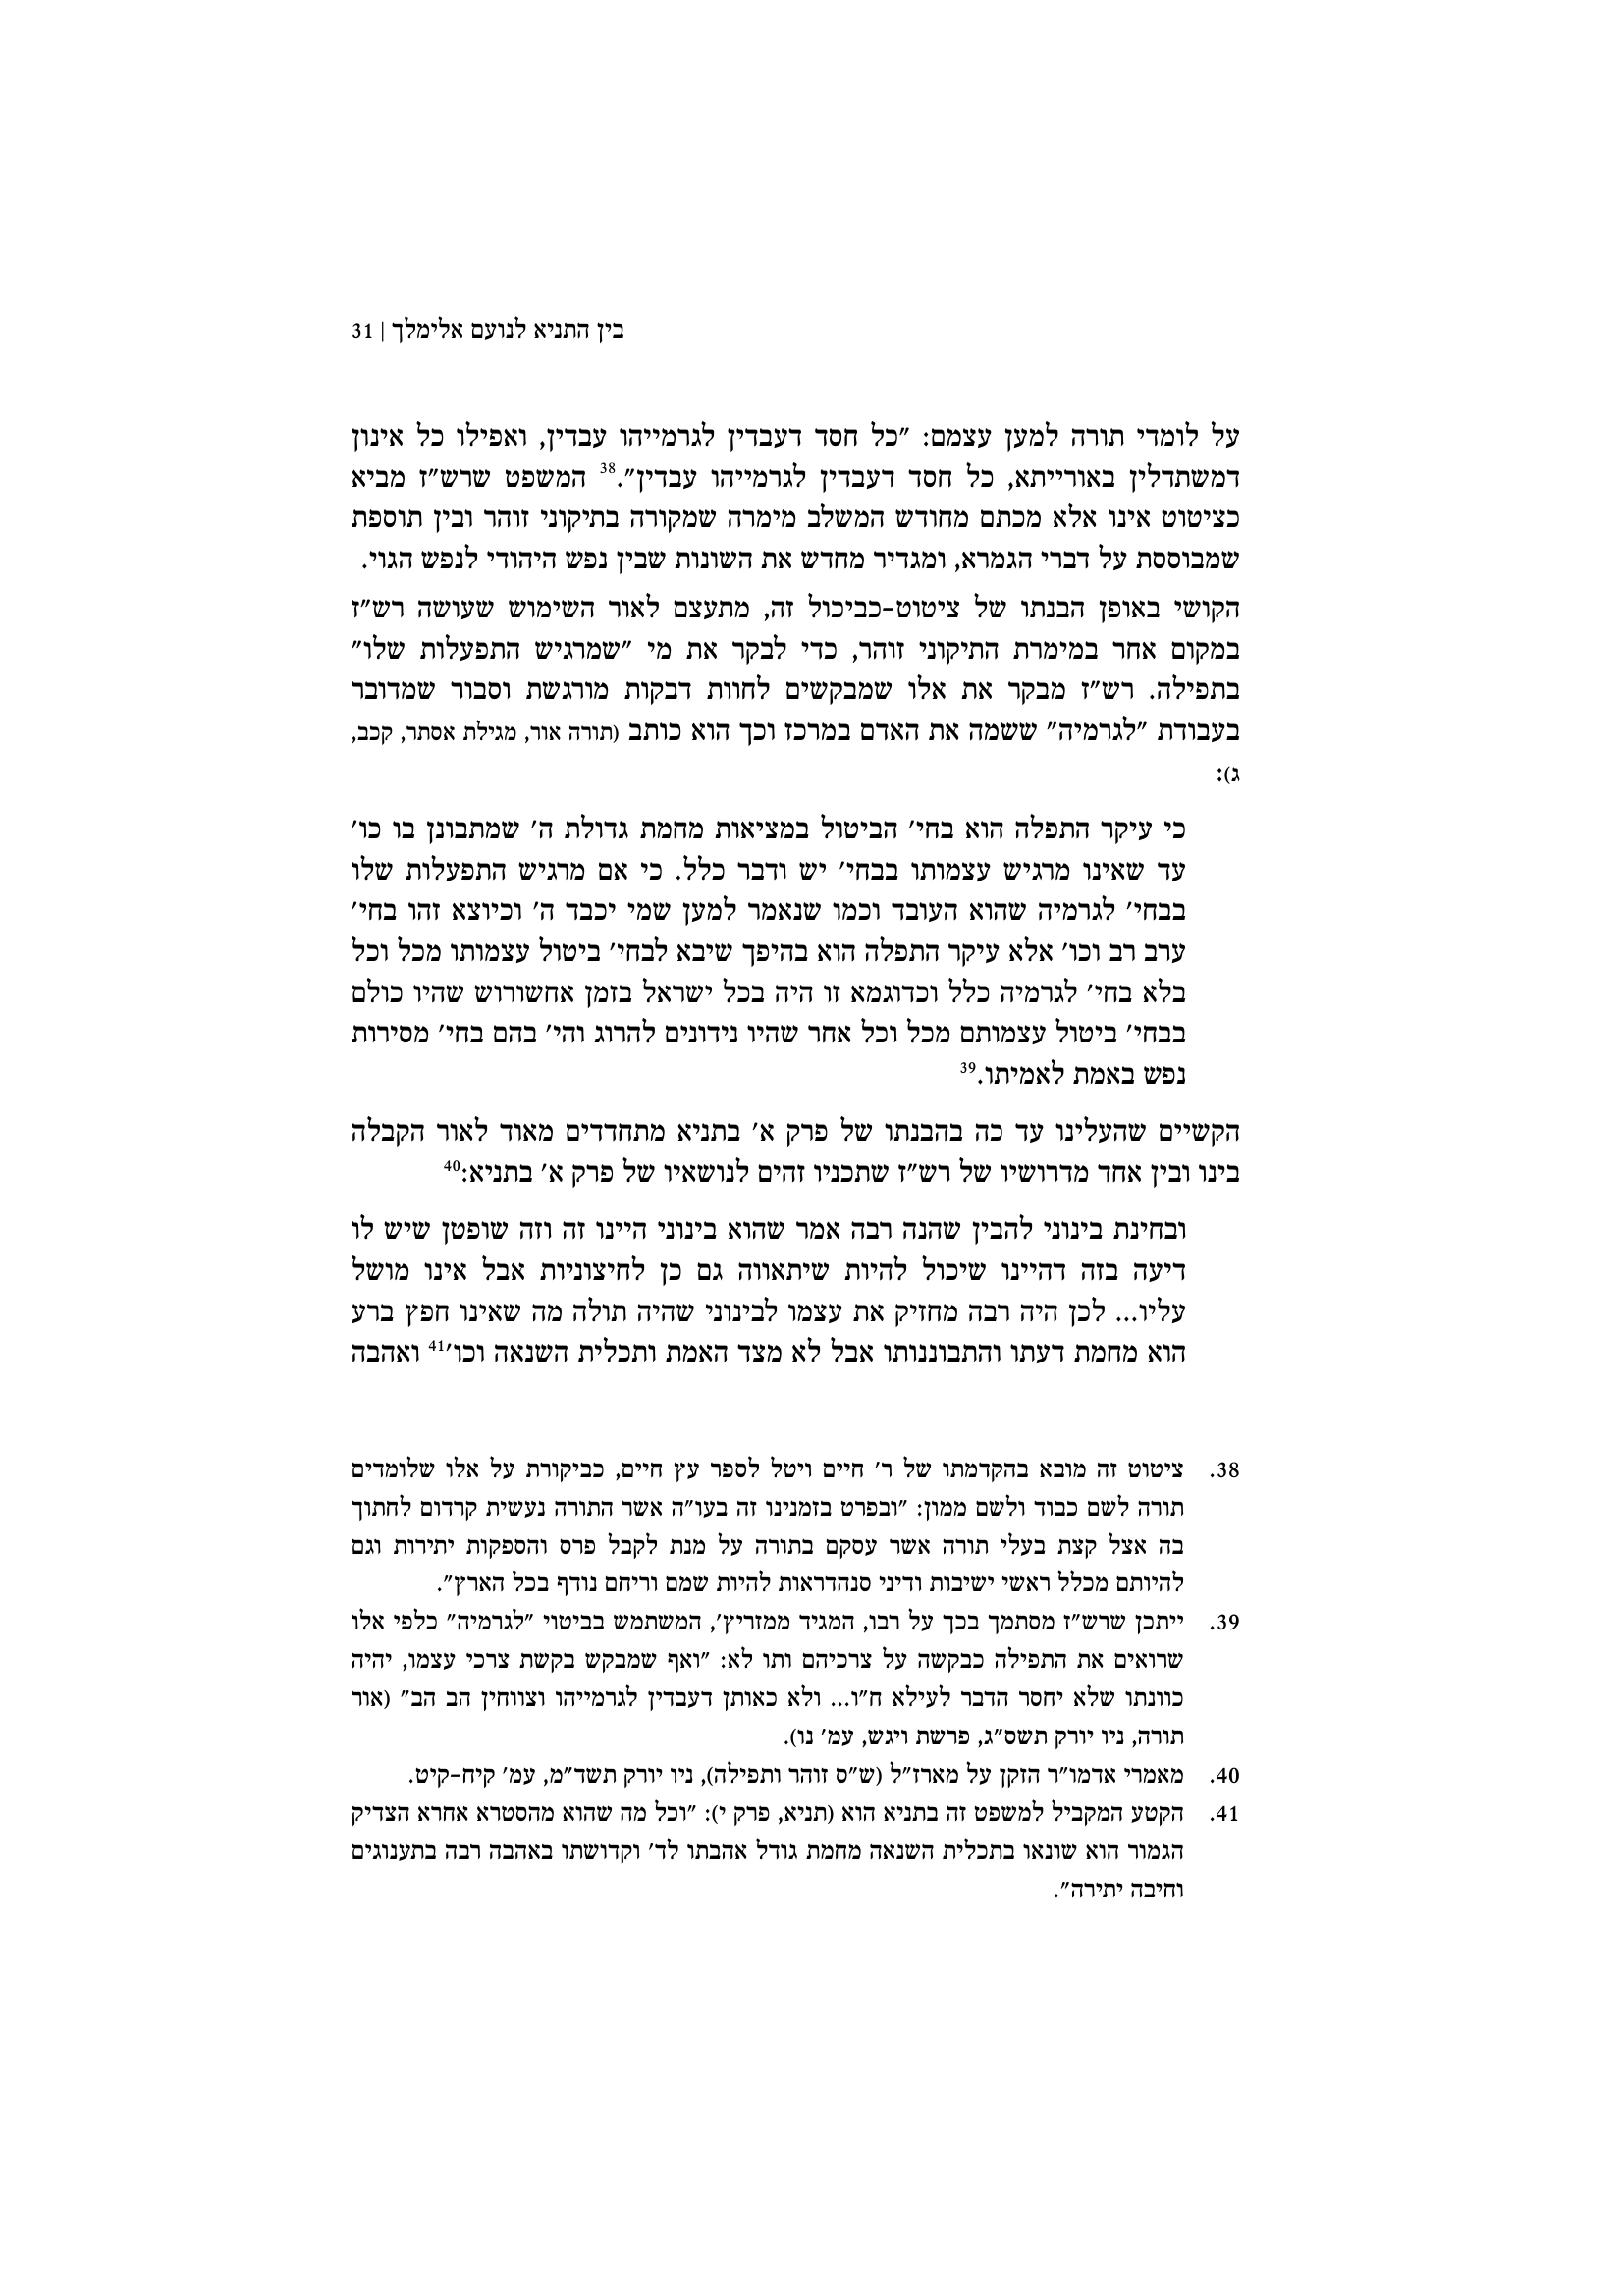 בין התניא לנועם אלימלך | 31
על לומדי תורה למען עצמם: "כל חסד דעבדין לגרמייהו עבדין, ואפילו כל אינון
דמשתדלין באורייתא, כל חסד דעבדין לגרמייהו עבדין".38 המשפט שרש"ז מביא
כציטוט אינו אלא מכתם מחודש המשלב מימרה שמקורה בתיקוני זוהר ובין תוספת
שמבוססת על דברי הגמרא, ומגדיר מחדש את השונות שבין נפש היהודי לנפש הגוי.
הקושי באופן הבנתו של ציטוט–כביכול זה, מתעצם לאור השימוש שעושה רש"ז
במקום אחר במימרת התיקוני זוהר, כדי לבקר את מי "שמרגיש התפעלות שלו"
בתפילה. רש"ז מבקר את אלו שמבקשים לחוות דבקות מורגשת וסבור שמדובר
בעבודת "לגרמיה" ששמה את האדם במרכז וכך הוא כותב (תורה אור, מגילת אסתר, קכב,
ג):
כי עיקר התפלה הוא בחי' הביטול במציאות מחמת גדולת ה' שמתבונן בו כו'
עד שאינו מרגיש עצמותו בבחי' יש ודבר כלל. כי אם מרגיש התפעלות שלו
בבחי' לגרמיה שהוא העובד וכמו שנאמר למען שמי יכבד ה' וכיוצא זהו בחי'
ערב רב וכו' אלא עיקר התפלה הוא בהיפך שיבא לבחי' ביטול עצמותו מכל וכל
בלא בחי' לגרמיה כלל וכדוגמא זו היה בכל ישראל בזמן אחשורוש שהיו כולם
בבחי' ביטול עצמותם מכל וכל אחר שהיו נידונים להרוג והי' בהם בחי' מסירות
נפש באמת לאמיתו.39
הקשיים שהעלינו עד כה בהבנתו של פרק א' בתניא מתחדדים מאוד לאור הקבלה
בינו ובין אחד מדרושיו של רש"ז שתכניו זהים לנושאיו של פרק א' בתניא:40
ובחינת בינוני להבין שהנה רבה אמר שהוא בינוני היינו זה וזה שופטן שיש לו
דיעה בזה דהיינו שיכול להיות שיתאווה גם כן לחיצוניות אבל אינו מושל
עליו... לכן היה רבה מחזיק את עצמו לבינוני שהיה תולה מה שאינו חפץ ברע
הוא מחמת דעתו והתבוננותו אבל לא מצד האמת ותכלית השנאה וכו'41 ואהבה
38. ציטוט זה מובא בהקדמתו של ר' חיים ויטל לספר עץ חיים, כביקורת על אלו שלומדים
תורה לשם כבוד ולשם ממון: "ובפרט בזמנינו זה בעו"ה אשר התורה נעשית קרדום לחתוך
בה אצל קצת בעלי תורה אשר עסקם בתורה על מנת לקבל פרס והספקות יתירות וגם
להיותם מכלל ראשי ישיבות ודיני סנהדראות להיות שמם וריחם נודף בכל הארץ".
39. ייתכן שרש"ז מסתמך בכך על רבו, המגיד ממזריץ', המשתמש בביטוי "לגרמיה" כלפי אלו
שרואים את התפילה כבקשה על צרכיהם ותו לא: "ואף שמבקש בקשת צרכי עצמו, יהיה
כוונתו שלא יחסר הדבר לעילא ח"ו... ולא כאותן דעבדין לגרמייהו וצווחין הב הב" (אור
תורה, ניו יורק תשס"ג, פרשת ויגש, עמ' נו).
40. מאמרי אדמו"ר הזקן על מארז"ל (ש"ס זוהר ותפילה), ניו יורק תשד"מ, עמ' קיח–קיט.
41. הקטע המקביל למשפט זה בתניא הוא (תניא, פרק י): "וכל מה שהוא מהסטרא אחרא הצדיק
הגמור הוא שונאו בתכלית השנאה מחמת גודל אהבתו לד' וקדושתו באהבה רבה בתענוגים
וחיבה יתירה".